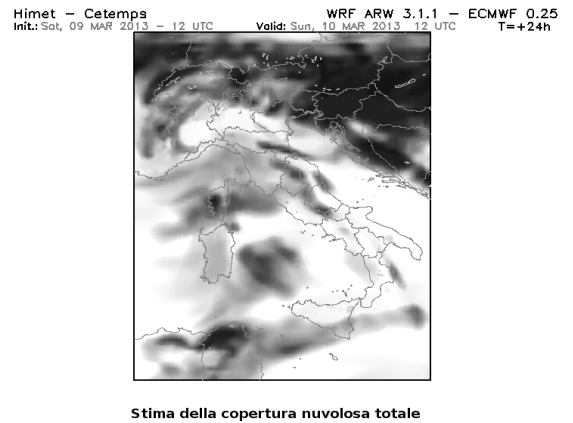 Himet – Cetemps WRF ARW 3.1.1 – ECMWF 0.25
Init.: Sat, 09 MAR 2013 – 12 UTC Valid: Sun, 10 MAR 2013 12 UTC T=+24h
Stima della copertura nuvolosa totale